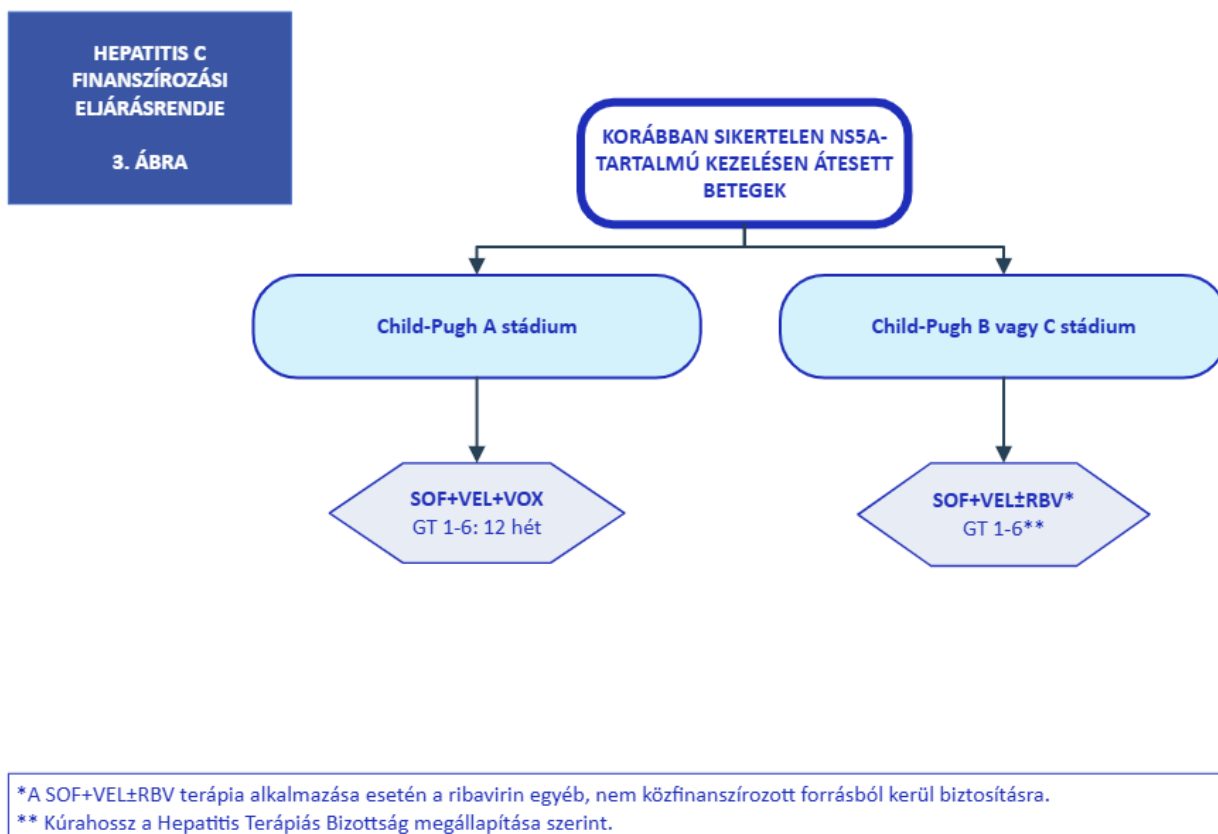 HEPATITIS C
FINANSZÍROZÁSI
ELJÁRÁSRENDJE
3. ÁBRA
KORÁBBAN SIKERTELEN NS5A-
TARTALMÚ KEZELÉSEN ÁTESETT
BETEGEK
Child-Pugh A stádium
Child-Pugh B vagy C stádium
SOF+VEL+VOX
GT 1-6: 12 hét
SOF+VEL±RBV*
GT 1-6**
*A SOF+VEL±RBV terápia alkalmazása esetén a ribavirin egyéb, nem közfinanszírozott forrásból kerül biztosításra.
** Kúrahossz a Hepatitis Terápiás Bizottság megállapítása szerint.